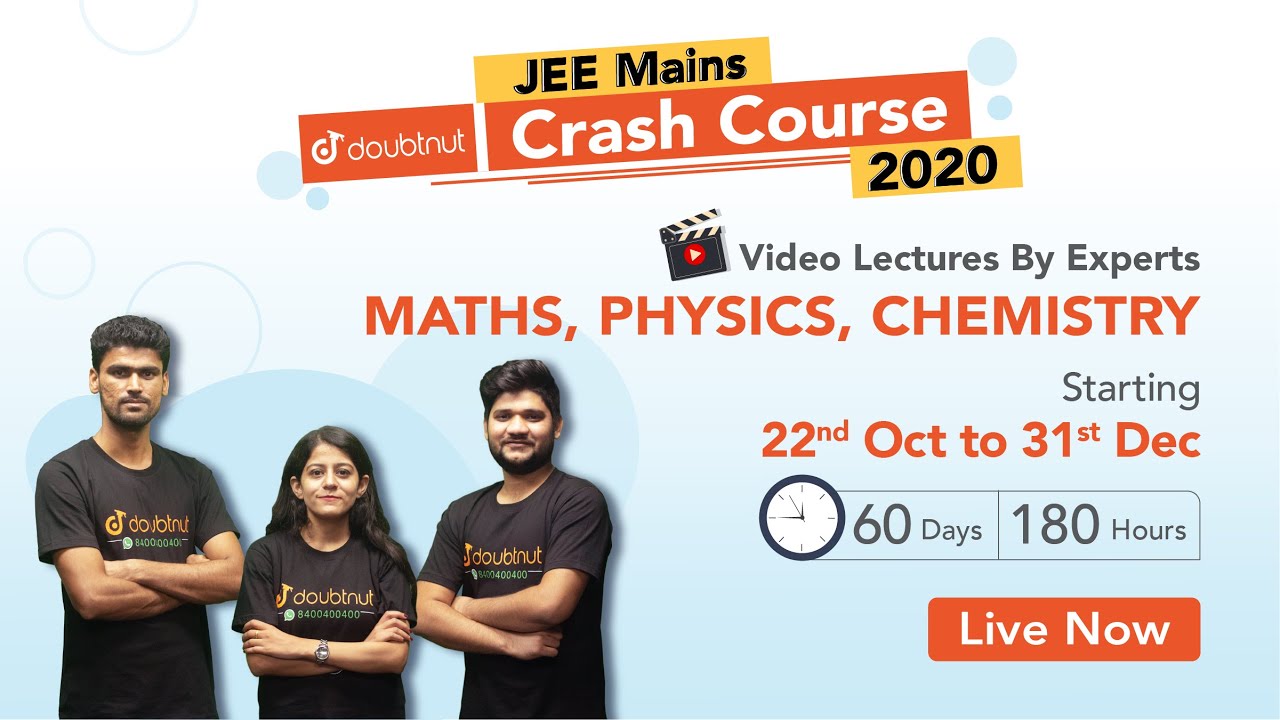 JEE Mains
doubtnut
Crash Course
2020
Video Lectures By Experts
MATHS, PHYSICS, CHEMISTRY
Starting
22nd Oct to 31st Dec
60 Days
180 Hours
Live Now
doubtnut
8400400400
doubtnut
8400400400
doubtnut
8400400400